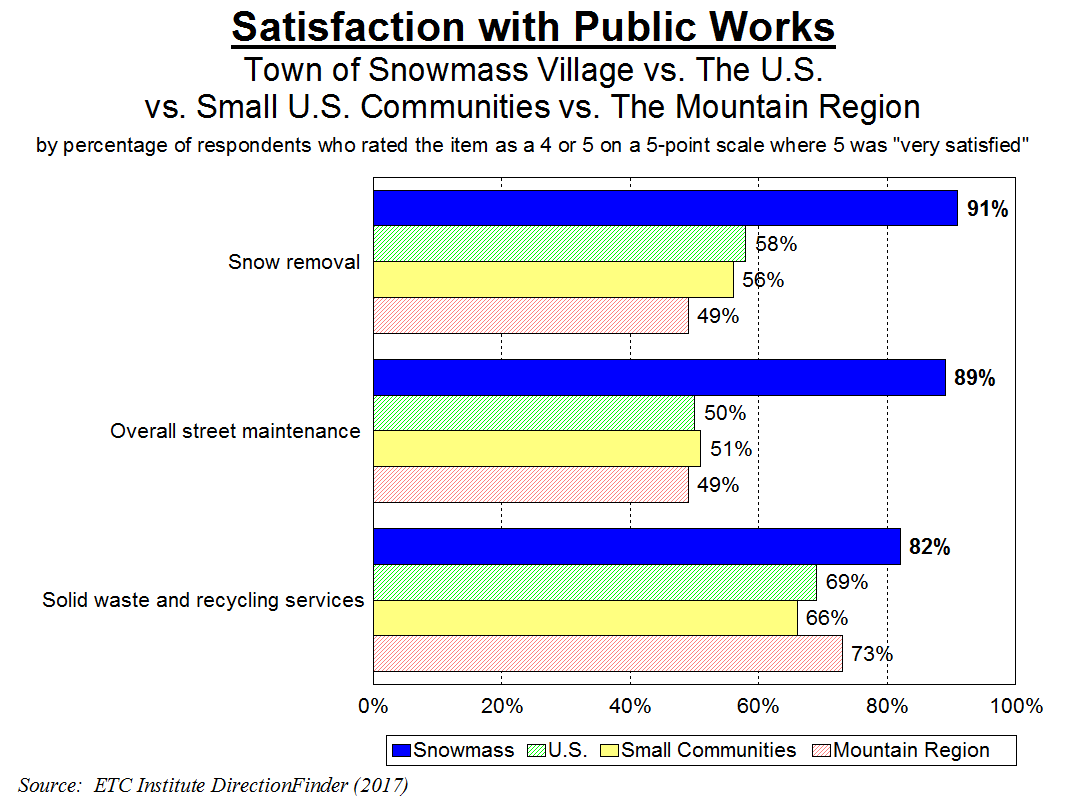 Satisfaction with Public Works
Town of Snowmass Village vs. The U.S.
vs. Small U.S. Communities vs. The Mountain Region
by percentage of respondents who rated the item as a 4 or 5 on a 5-point scale where 5 was "very satisfied"
Snow removal
91%
58%
56%
49%
Overall street maintenance
89%
50%
51%
49%
Solid waste and recycling services
82%
69%
66%
73%
0% 20% 40% 60% 80% 100%
Snowmass U.S. Small Communities Mountain Region
Source: ETC Institute DirectionFinder (2017)